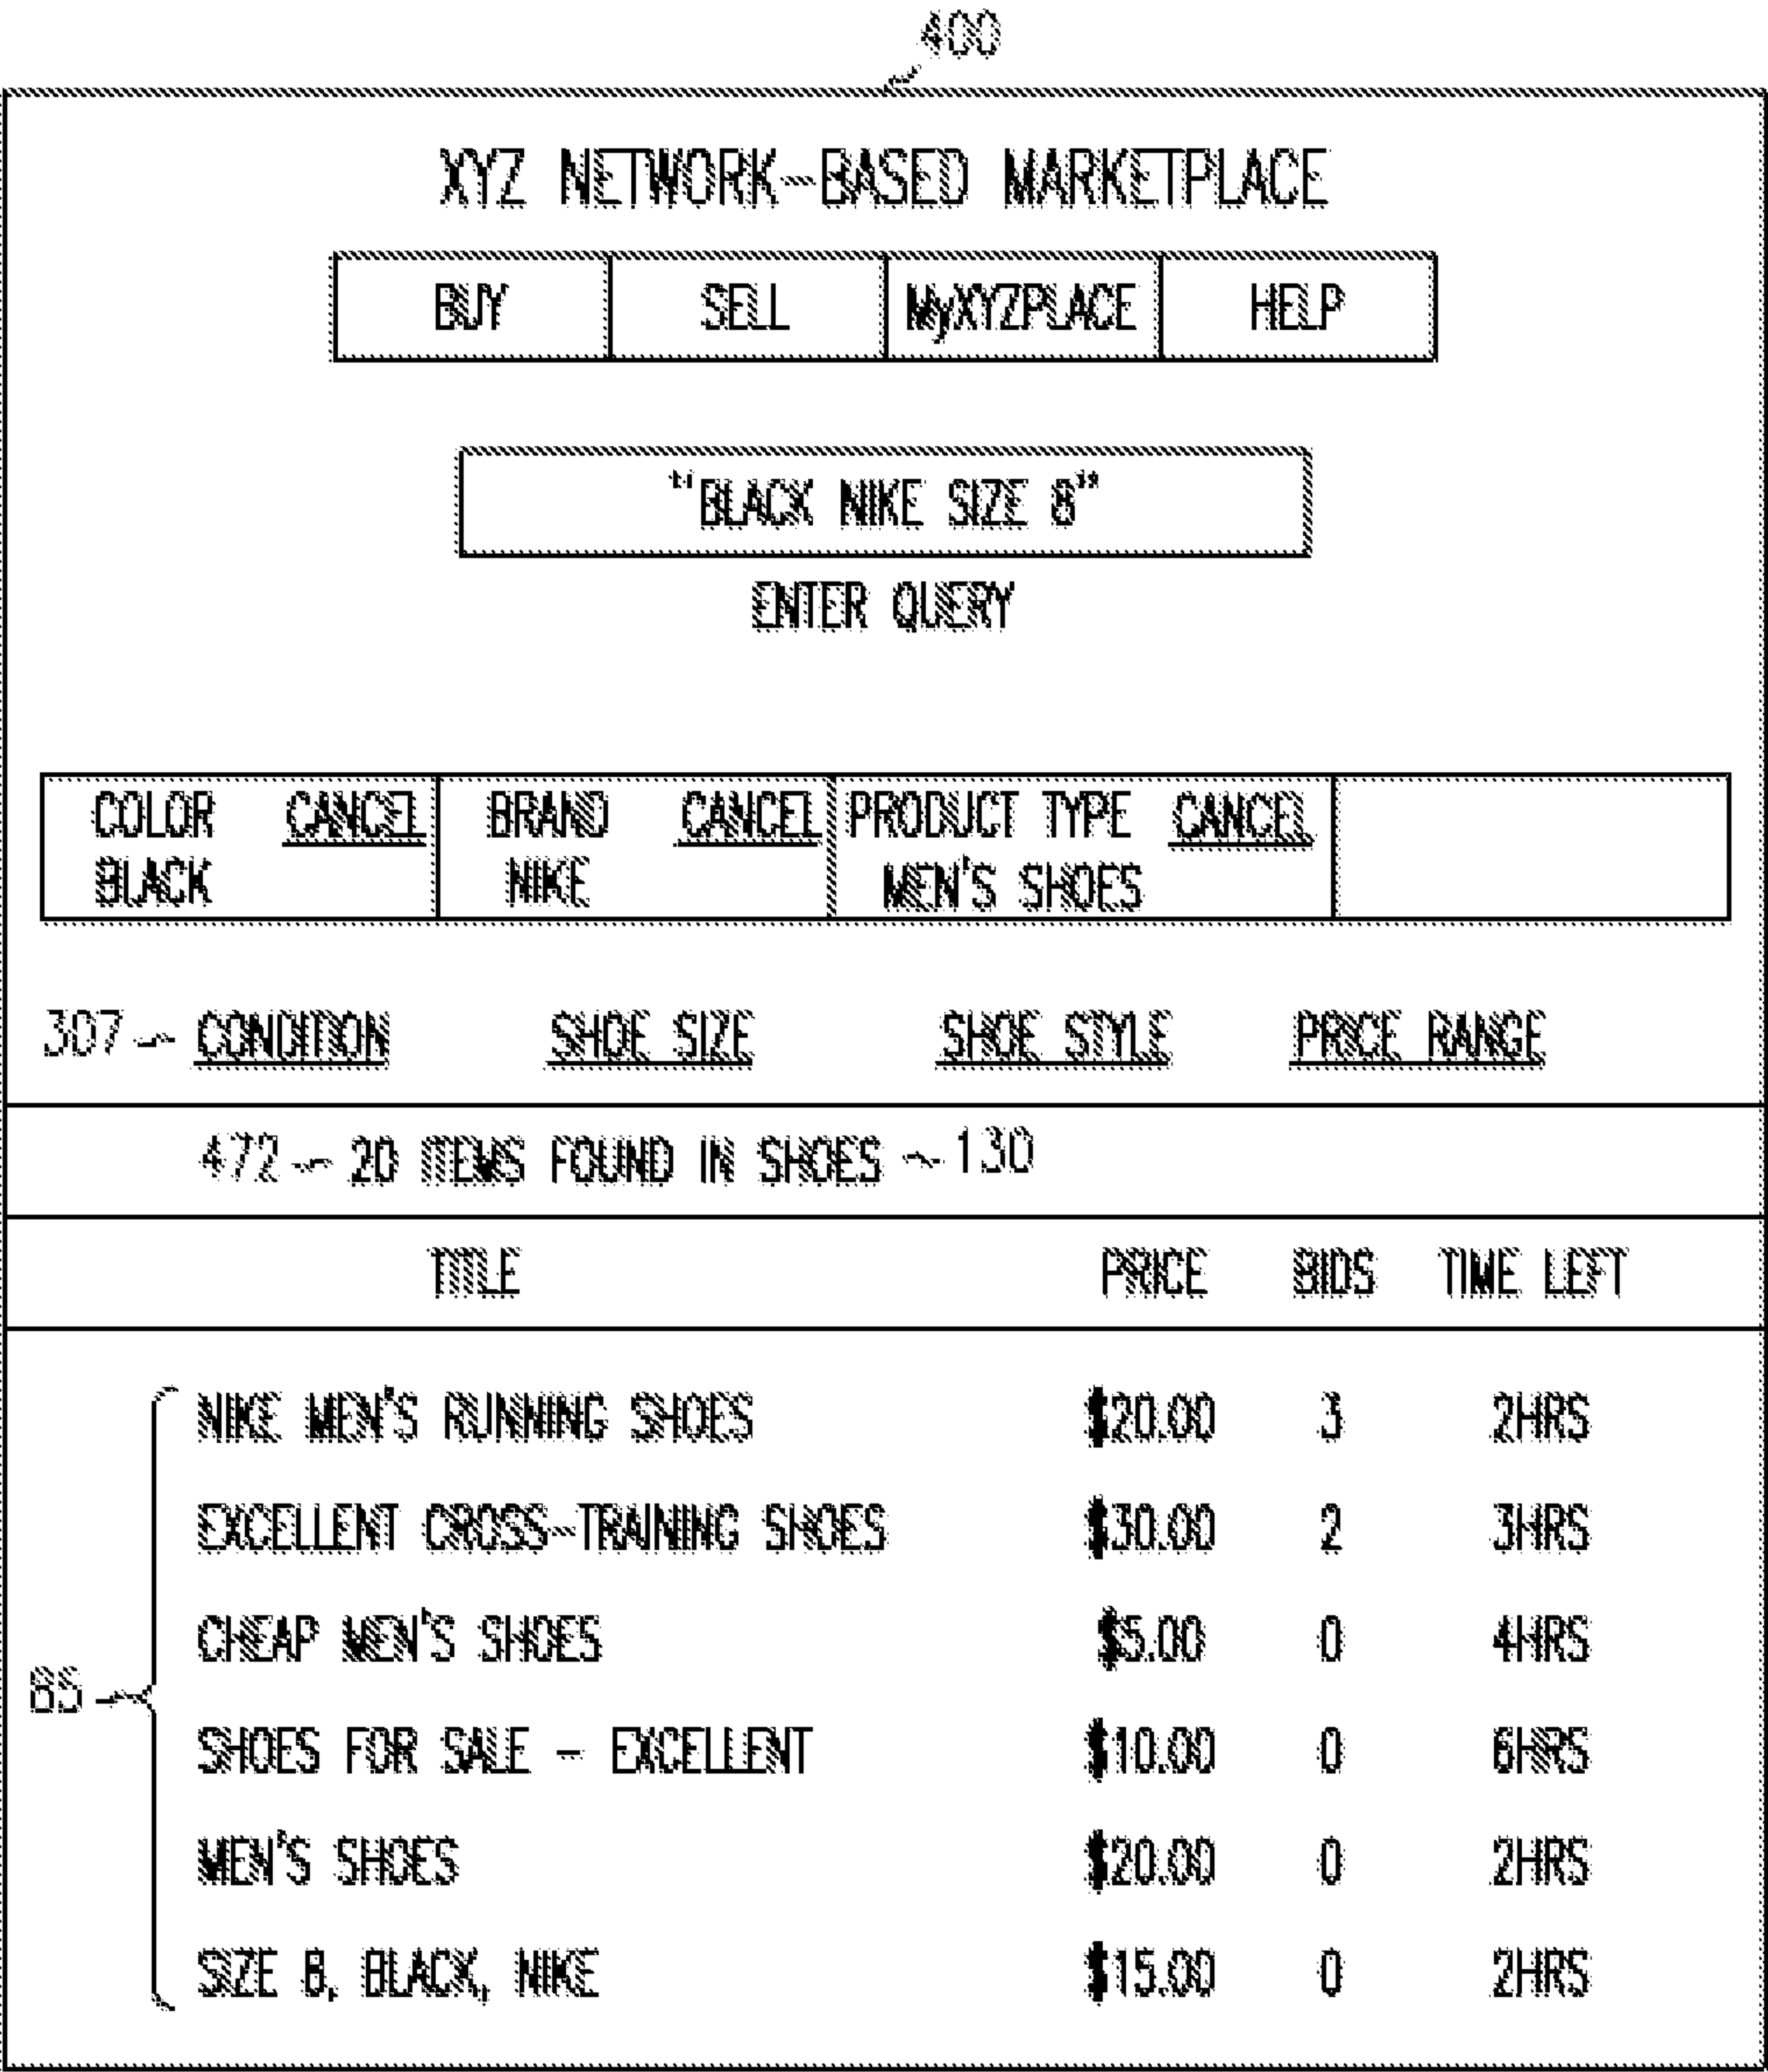 400
XYZ NETWORK-BASED MARKETPLACE
BUY SELL MyXYZPLACE HELP
"BLACK NIKE SIZE 8"
ENTER QUERY
COLOR CANCEL BRAND CANCEL PRODUCT TYPE CANCEL
BLACK NIKE MEN'S SHOES
307 CONDITION SHOE SIZE SHOE STYLE PRICE RANGE
472 20 ITEMS FOUND IN SHOES 130
TITLE PRICE BIDS TIME LEFT
NIKE MEN'S RUNNING SHOES $20.00 3 2HRS
EXCELLENT CROSS-TRAINING SHOES $30.00 2 3HRS
CHEAP MEN'S SHOES $5.00 0 4HRS
SHOES FOR SALE - EXCELLENT $10.00 0 6HRS
MEN'S SHOES $20.00 0 2HRS
SIZE 8, BLACK, NIKE $15.00 0 2HRS